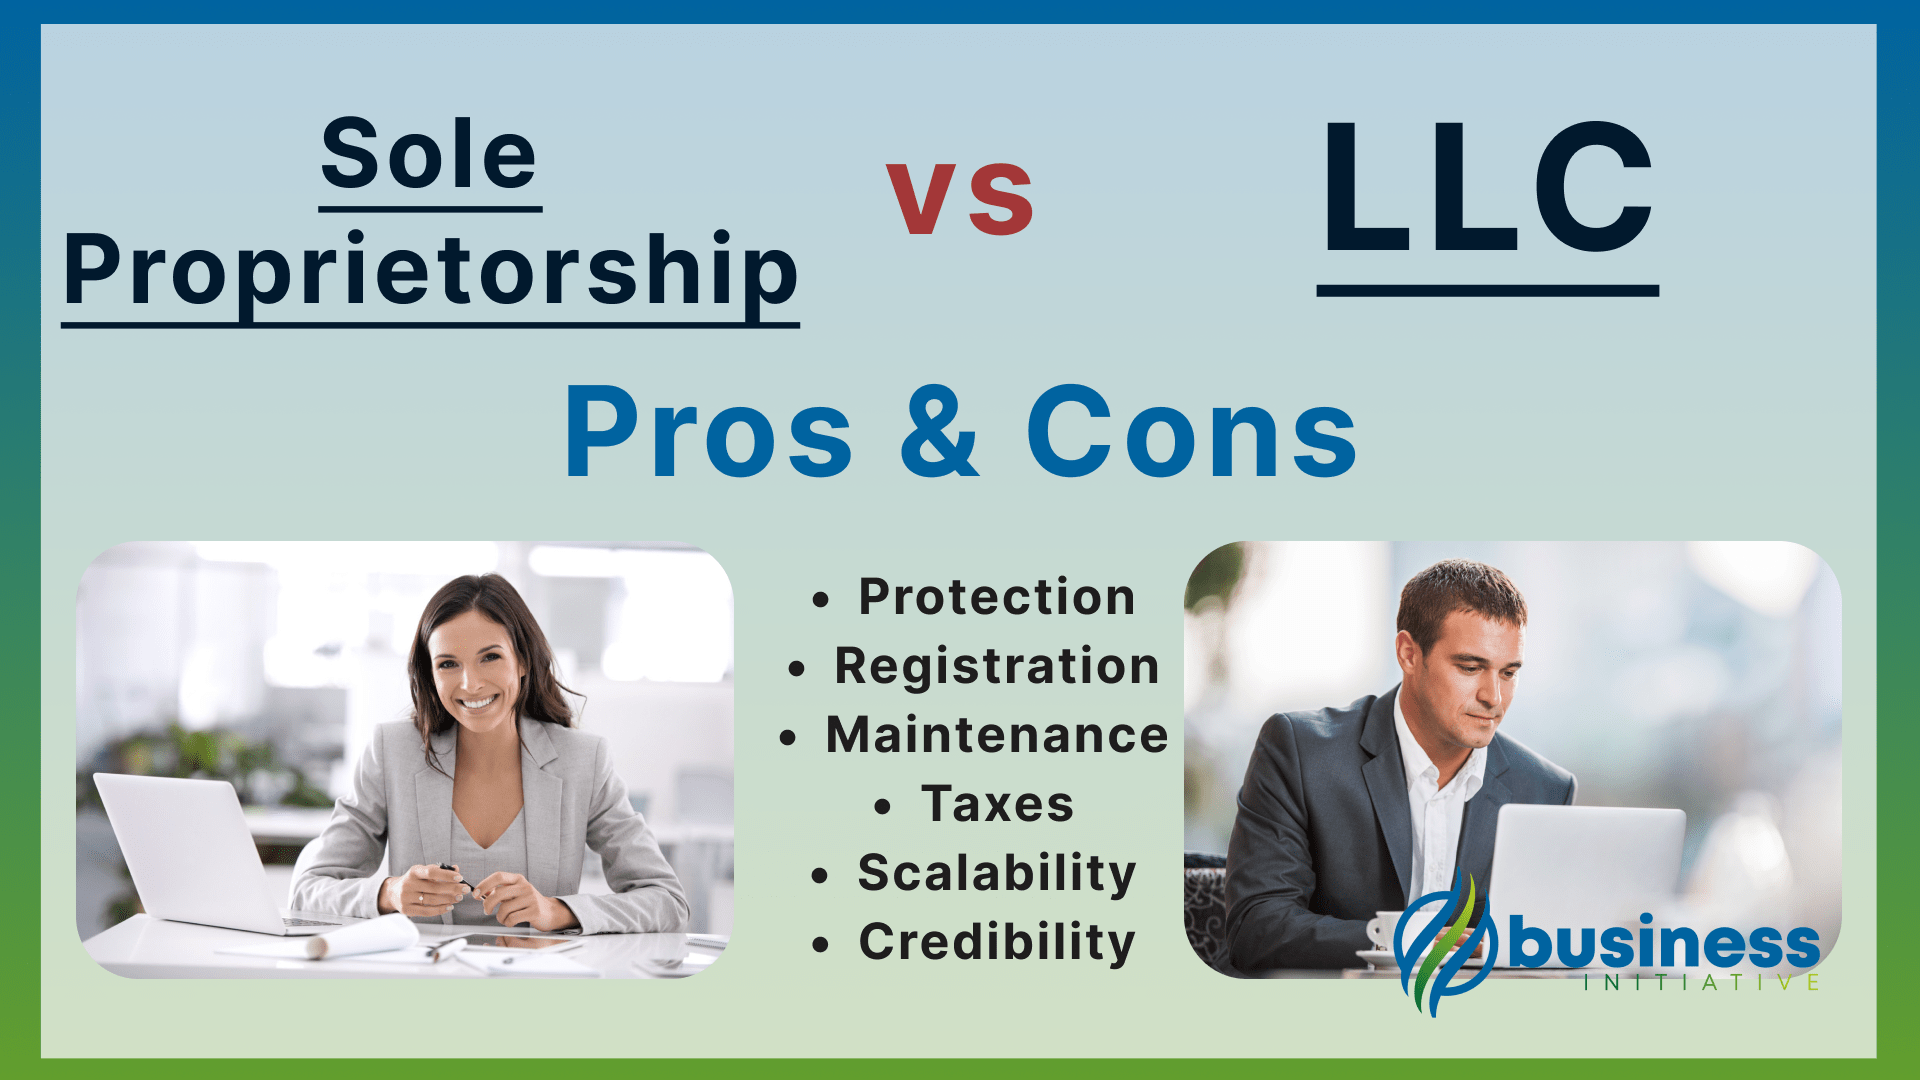 Sole
Proprietorship
vs
LLC
Pros & Cons
• Protection
• Registration
• Maintenance
• Taxes
• Scalability
• Credibility
business
INITIATIVE